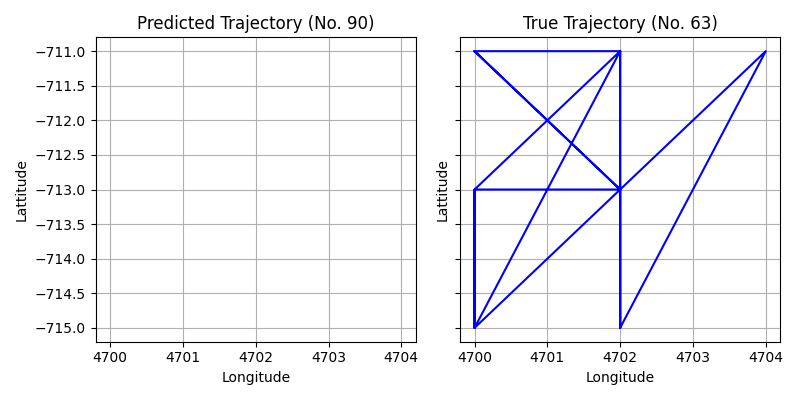 Predicted Trajectory (No. 90)
True Trajectory (No. 63)
−711.0
−711.5
−712.0
−712.5
−713.0
−713.5
−714.0
−714.5
−715.0
Lattitude
Lattitude
4700 4701 4702 4703 4704
4700 4701 4702 4703 4704
Longitude
Longitude